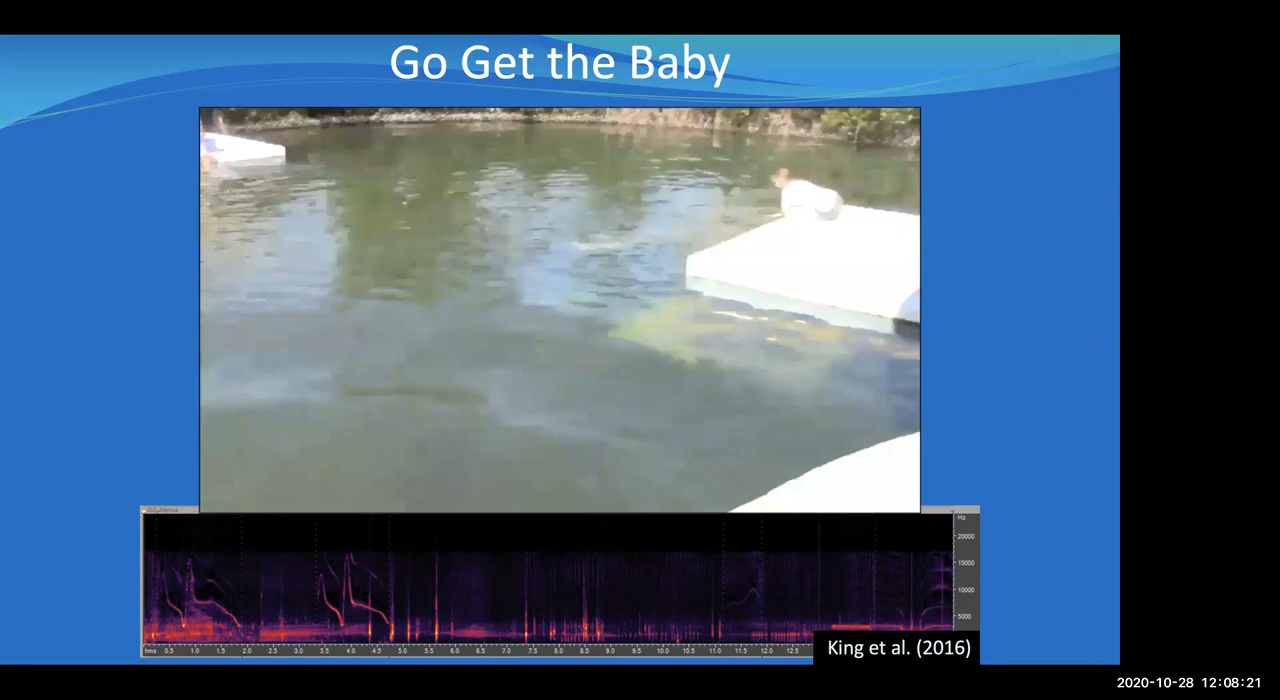 Go Get the Baby
Hz
20000
15000
10000
5000
hms 0.5 1.0 1.5 2.0 2.5 3.0 3.5 4.0 4.5 5.0 5.5 6.0 6.5 7.0 7.5 8.0 8.5 9.0 9.5 10.0 10.5 11.0 11.5 12.0 12.5
King et al. (2016)
2020-10-28 12:08:21